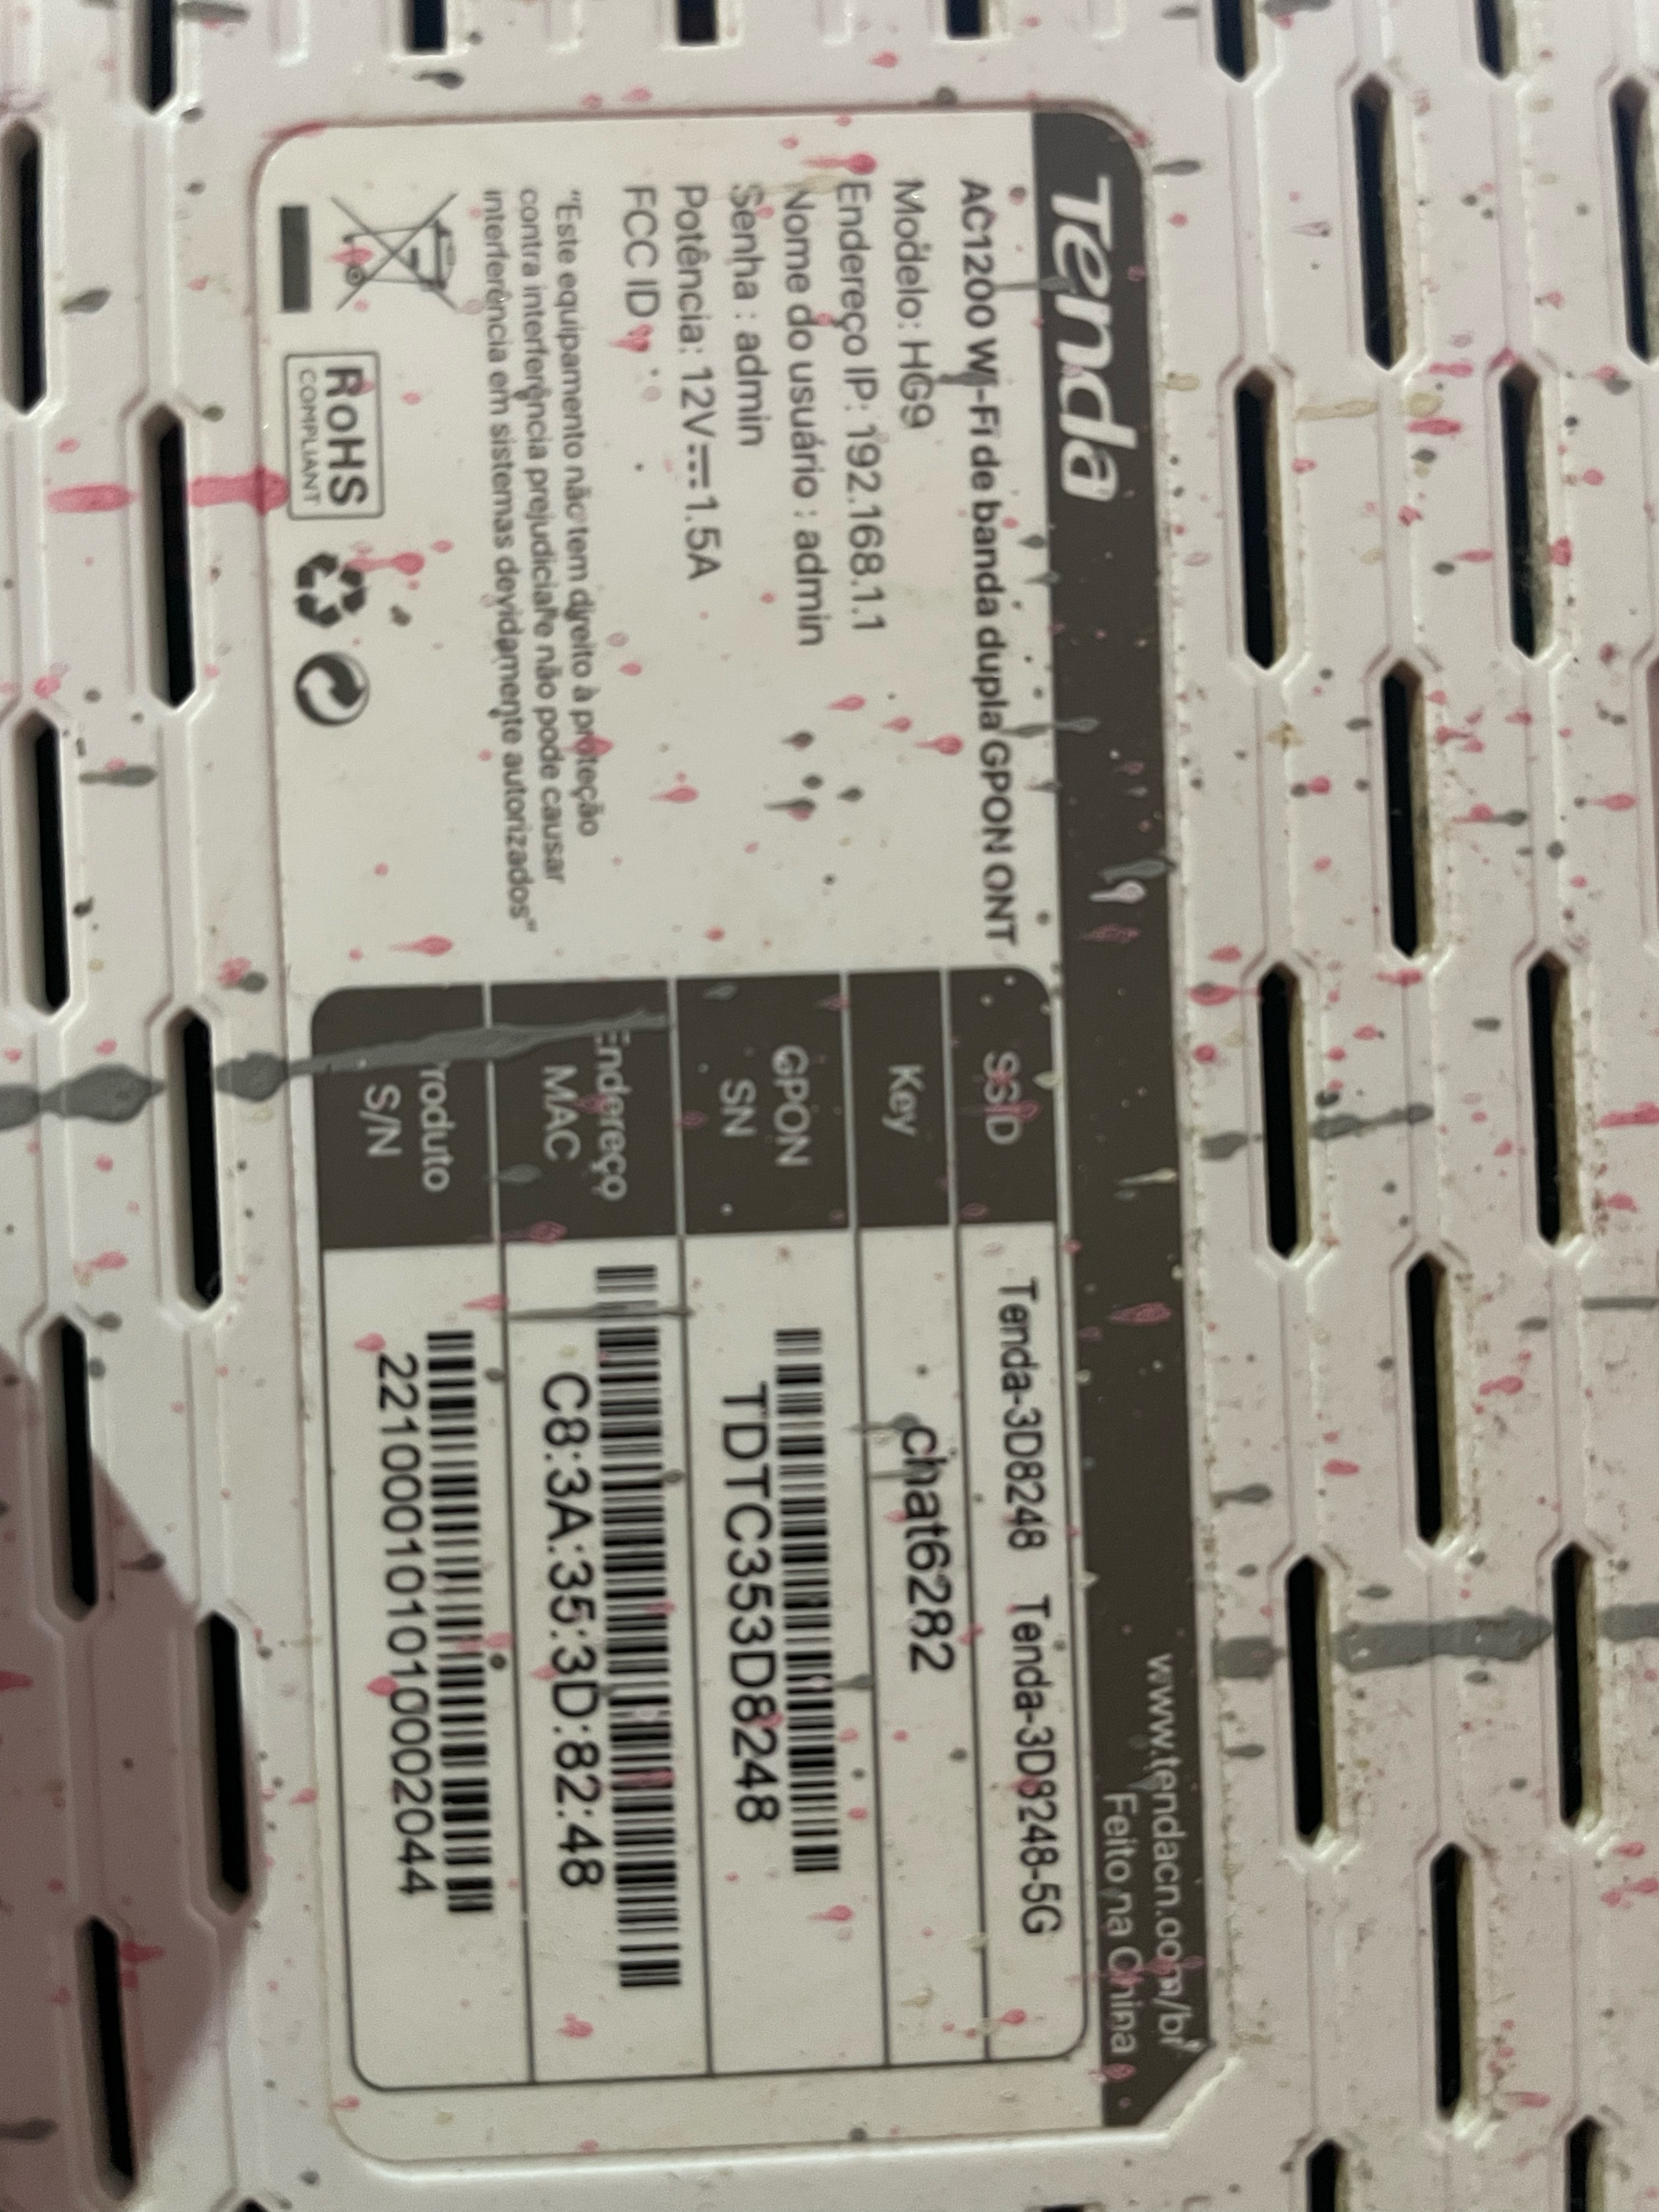 Tenda
www.tendacn.com/br
Feito na China
AC1200 Wi-Fi de banda dupla GPON ONT
Modelo: HG9
Endereço IP: 192.168.1.1
Nome do usuário : admin
Senha : admin
Potência: 12V⎓1.5A
FCC ID :
"Este equipamento não tem direito à proteção
contra interferência prejudicial e não pode causar
interferência em sistemas devidamente autorizados"
RoHS
COMPLIANT
SSID
Tenda-3D8248 Tenda-3D8248-5G
Key
chat6282
GPON
SN
TDTC353D8248
Endereço
MAC
C8:3A:35:3D:82:48
Produto
S/N
2210001010101000​2044